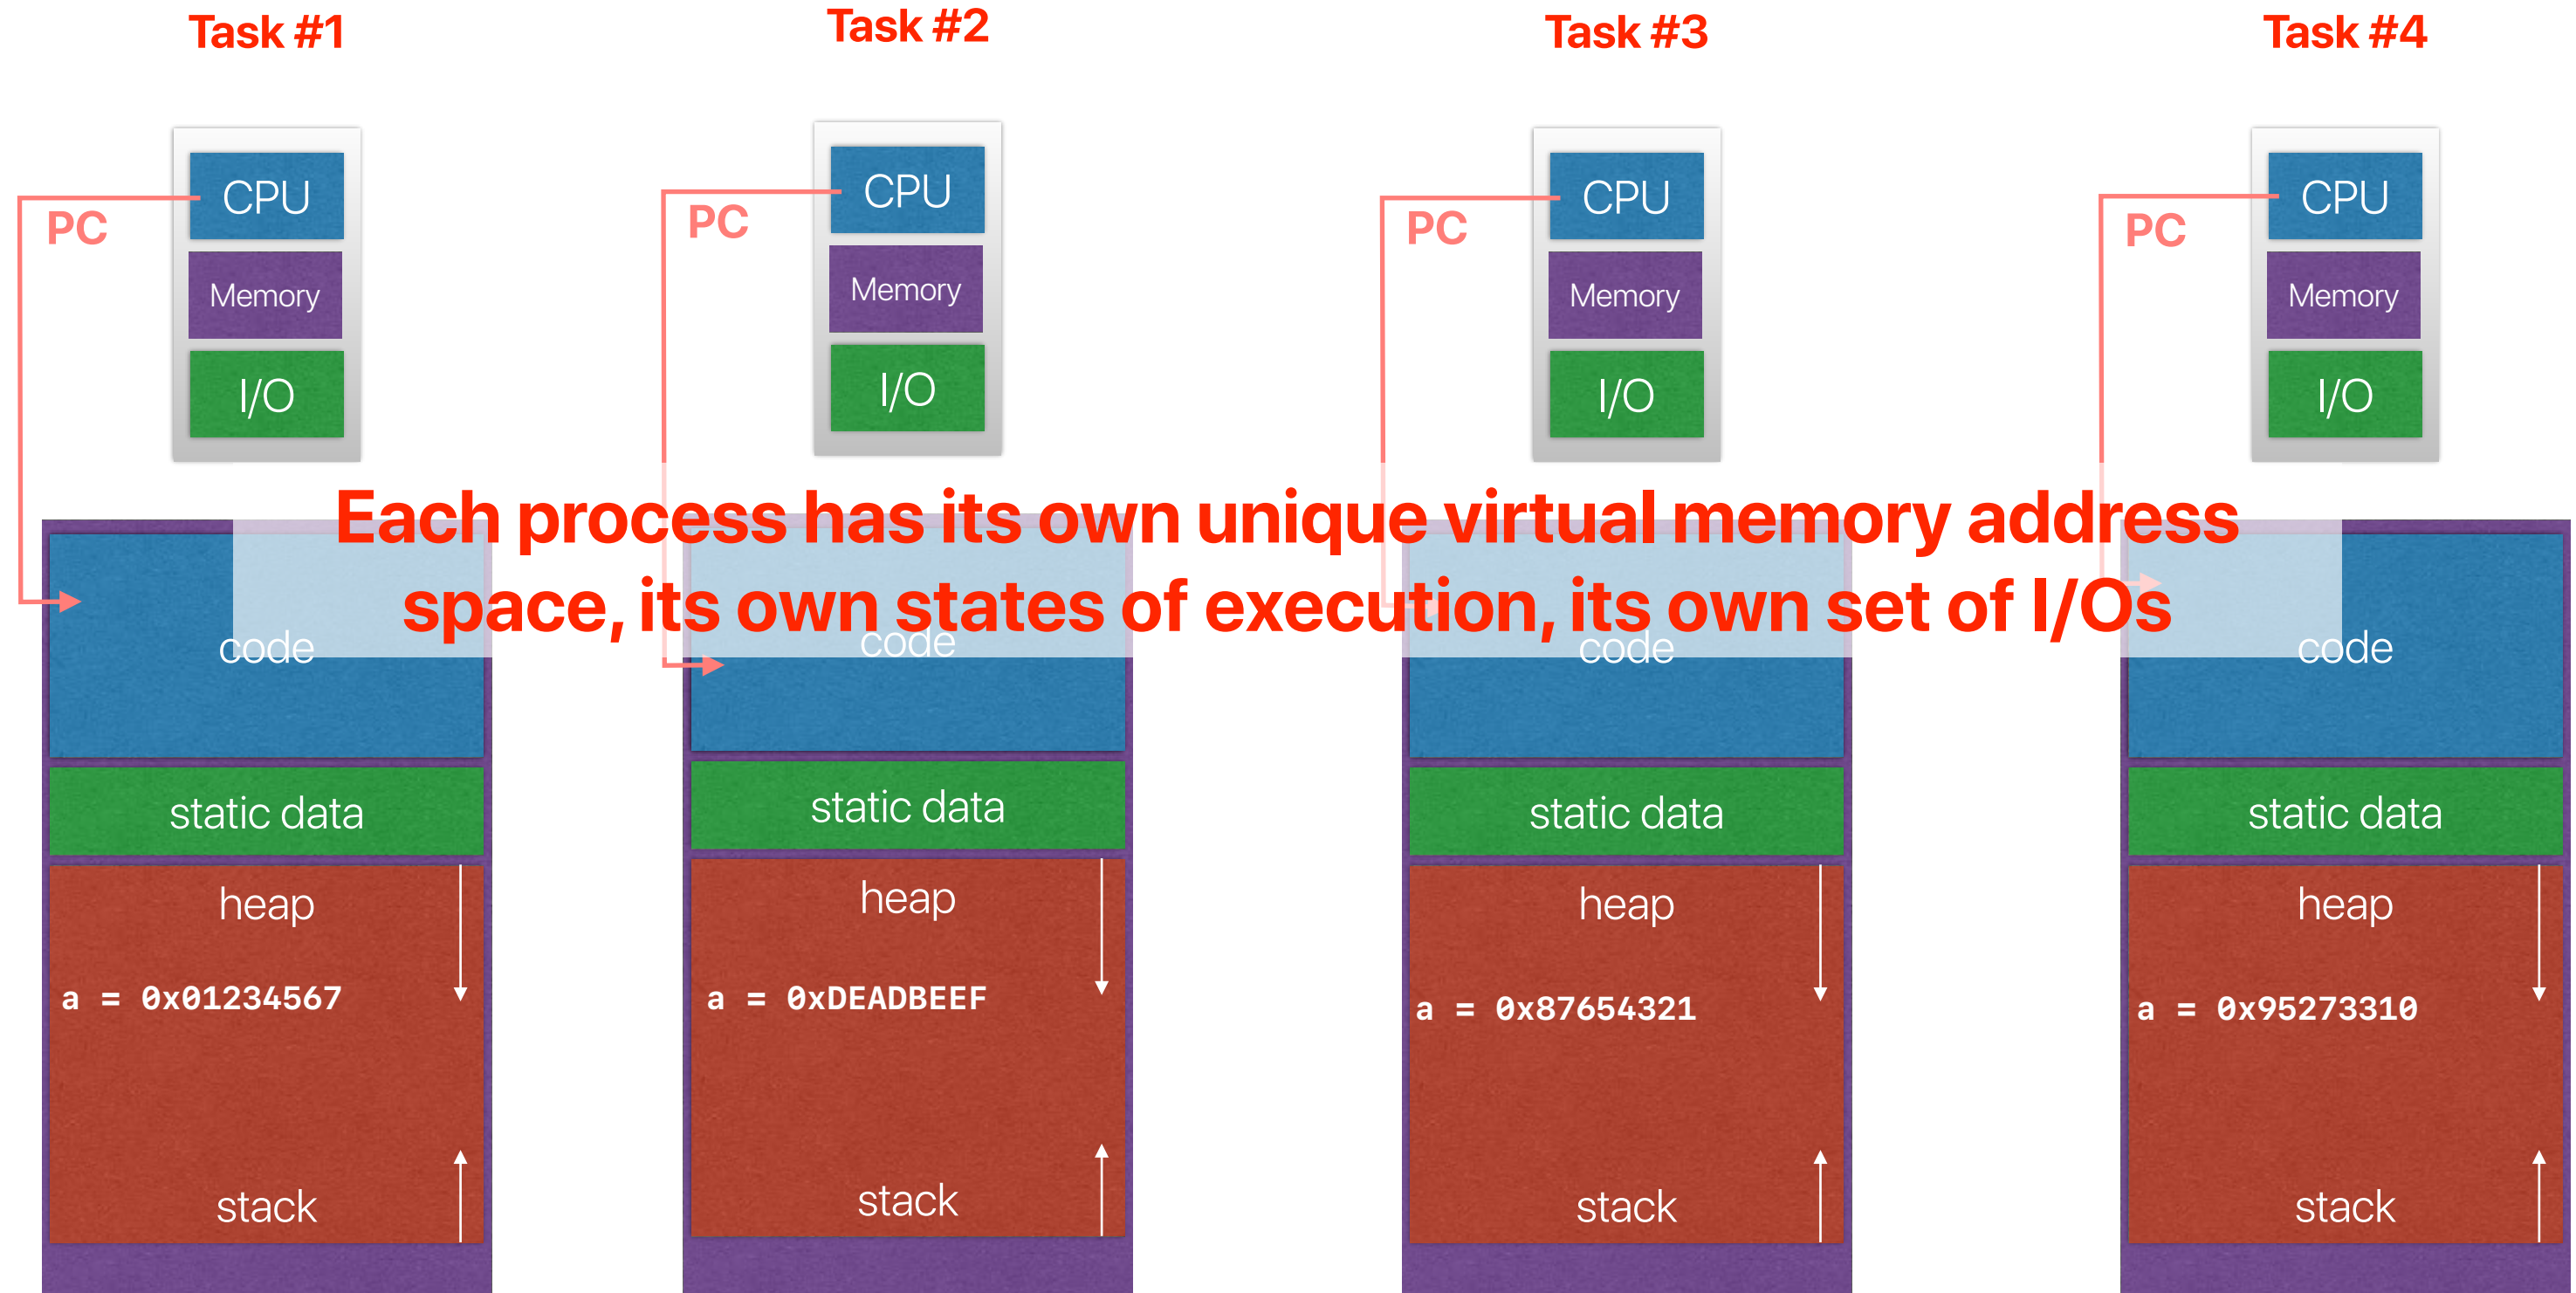 Task #1
Task #2
Task #3
Task #4
CPU
CPU
CPU
CPU
PC
PC
PC
PC
Memory
Memory
Memory
Memory
I/O
I/O
I/O
I/O
Each process has its own unique virtual memory address
space, its own states of execution, its own set of I/Os
code
code
code
code
static data
static data
static data
static data
heap
heap
heap
heap
a = 0x01234567
a = 0xDEADBEEF
a = 0x87654321
a = 0x95273310
stack
stack
stack
stack